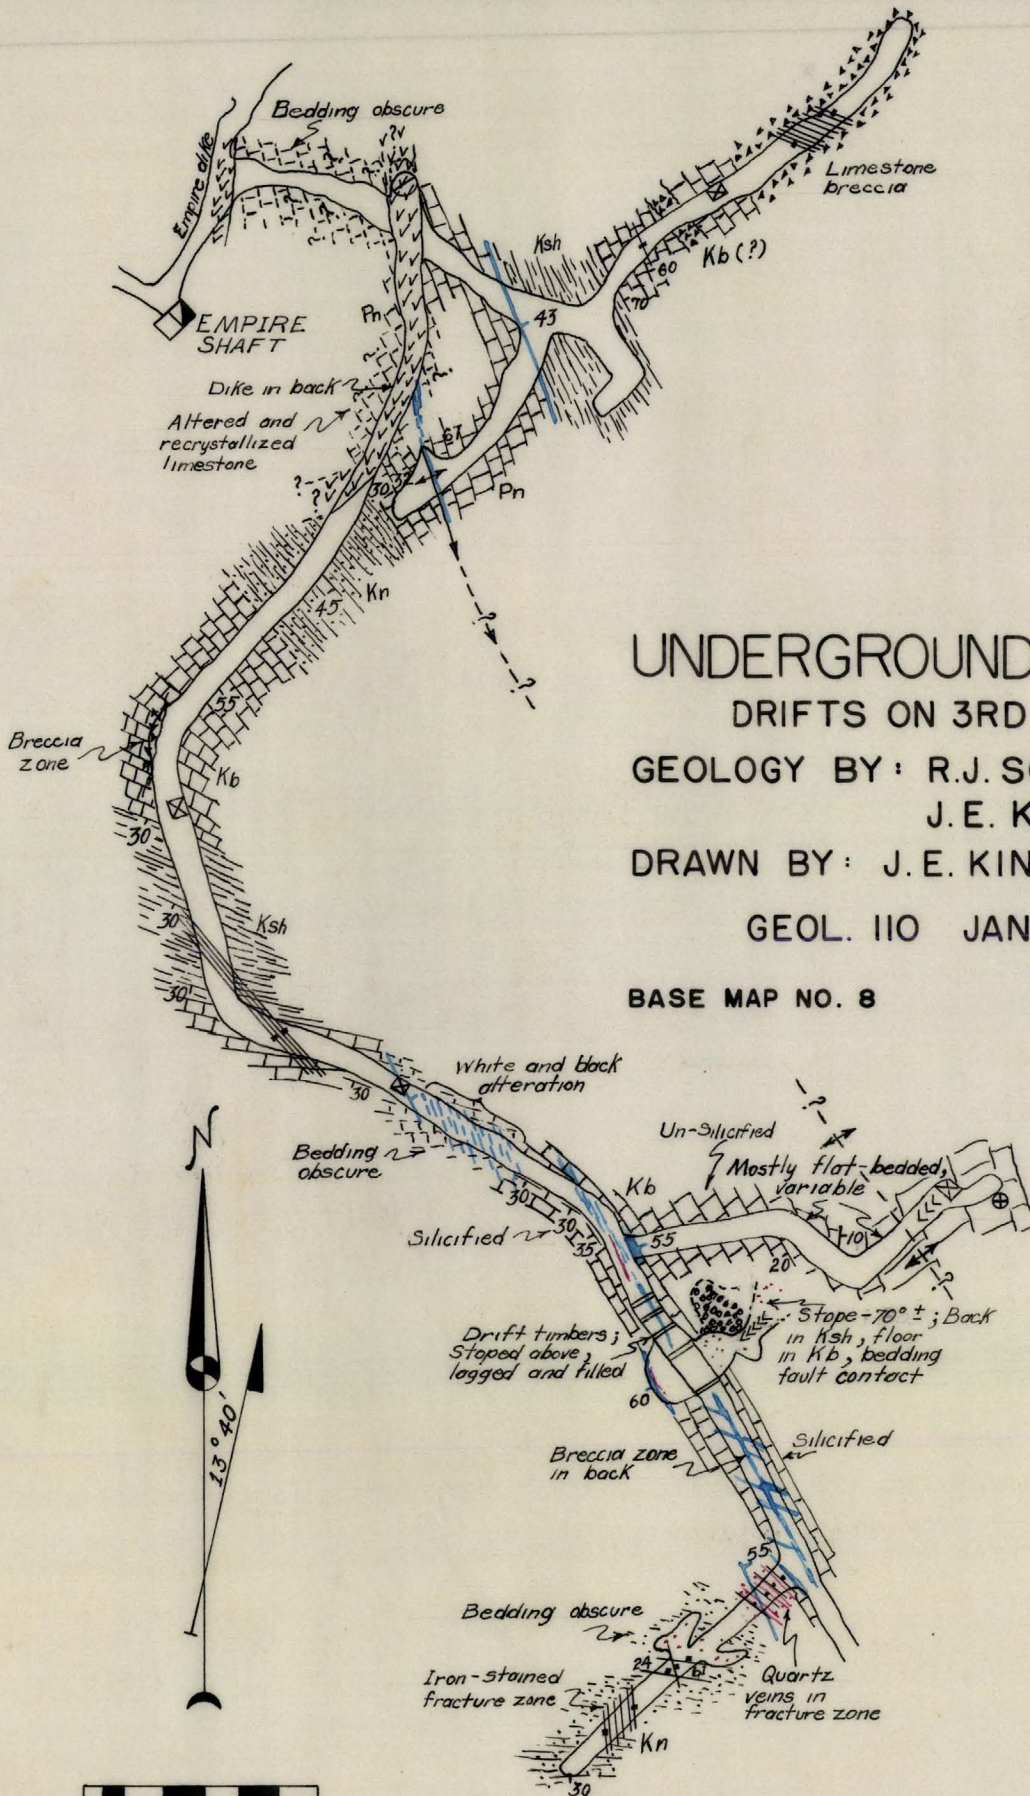 Bedding obscure
?
Empire dike
Limestone
breccia
Ksh
Kb (?)
60
70
43
EMPIRE
SHAFT
Pn
Dike in back
?
Altered and
recrystallized
limestone
67
?
?
30
32
Pn
Kn
45
?
?
UNDERGROUND
DRIFTS ON 3RD
GEOLOGY BY: R.J. S
J.E. K
DRAWN BY: J.E. KIN
GEOL. 110 JAN
BASE MAP NO. 8
55
Breccia
zone
Kb
30
30
Ksh
30
30
White and black
alteration
Bedding
obscure
Un-Silicified
?
Mostly flat-bedded,
variable
Kb
30
30
35
Silicified
55
10
20
?
Drift timbers;
Stoped above,
lagged and filled
Stope-70° ±; Back
in Ksh, floor
in Kb, bedding
fault contact
60
Breccia zone
in back
Silicified
N
13° 40'
55
Bedding obscure
24
61
Iron-stained
fracture zone
Quartz
veins in
fracture zone
Kn
30